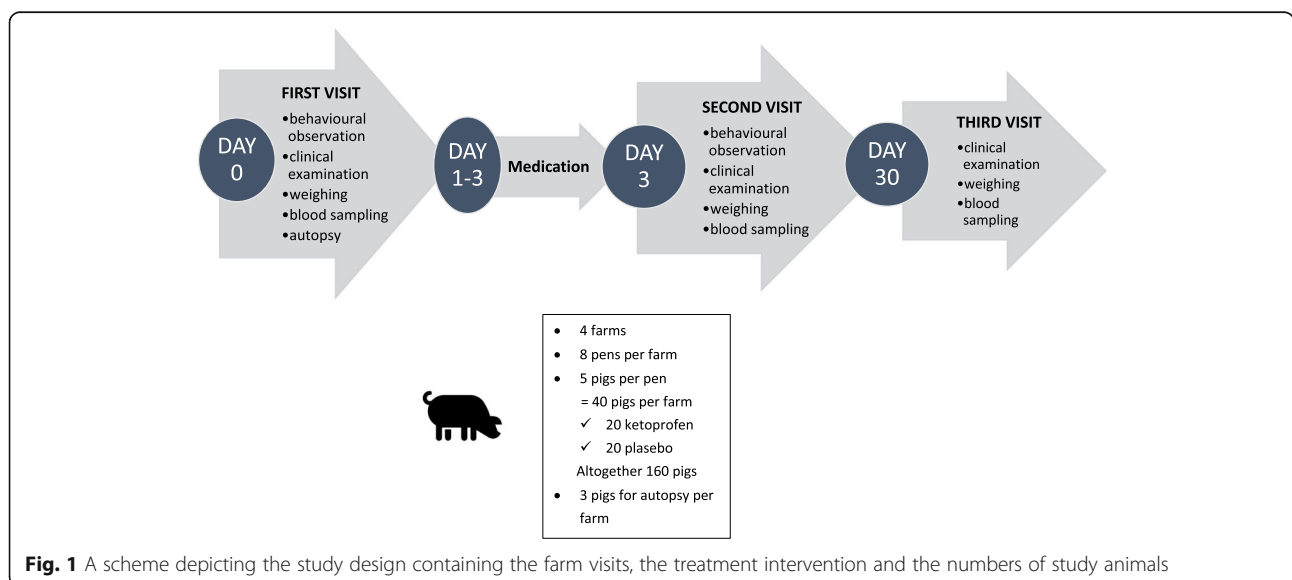 DAY
0
FIRST VISIT
•behavioural
observation
•clinical
examination
•weighing
•blood sampling
•autopsy
DAY
1-3
Medication
DAY
3
SECOND VISIT
•behavioural
observation
•clinical
examination
•weighing
•blood sampling
DAY
30
THIRD VISIT
•clinical
examination
•weighing
•blood
sampling
• 4 farms
• 8 pens per farm
• 5 pigs per pen
= 40 pigs per farm
✓ 20 ketoprofen
✓ 20 plasebo
Altogether 160 pigs
• 3 pigs for autopsy per
farm
Fig. 1 A scheme depicting the study design containing the farm visits, the treatment intervention and the numbers of study animals